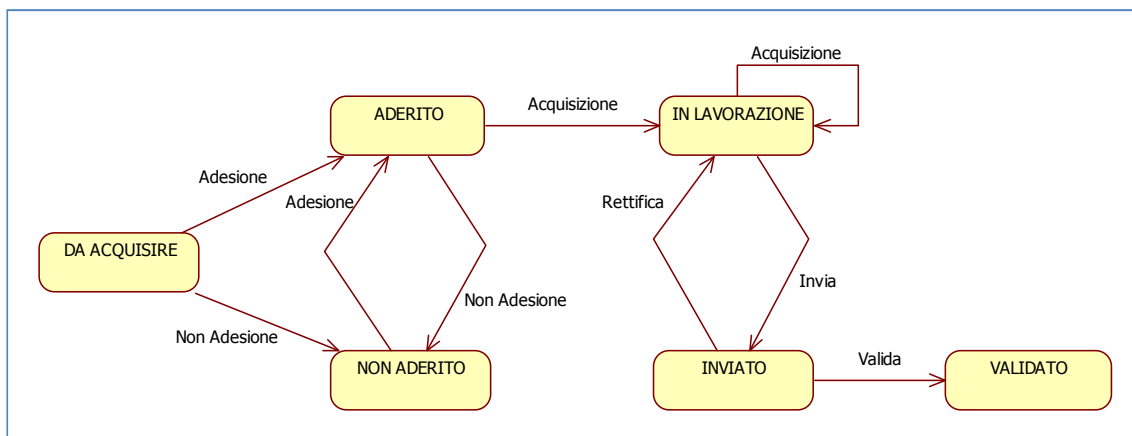 Acquisizione
ADERITO
Acquisizione
IN LAVORAZIONE
Adesione
Adesione
Rettifica
DA ACQUISIRE
Invia
Non Adesione
Non Adesione
NON ADERITO
INVIATO
Valida
VALIDATO